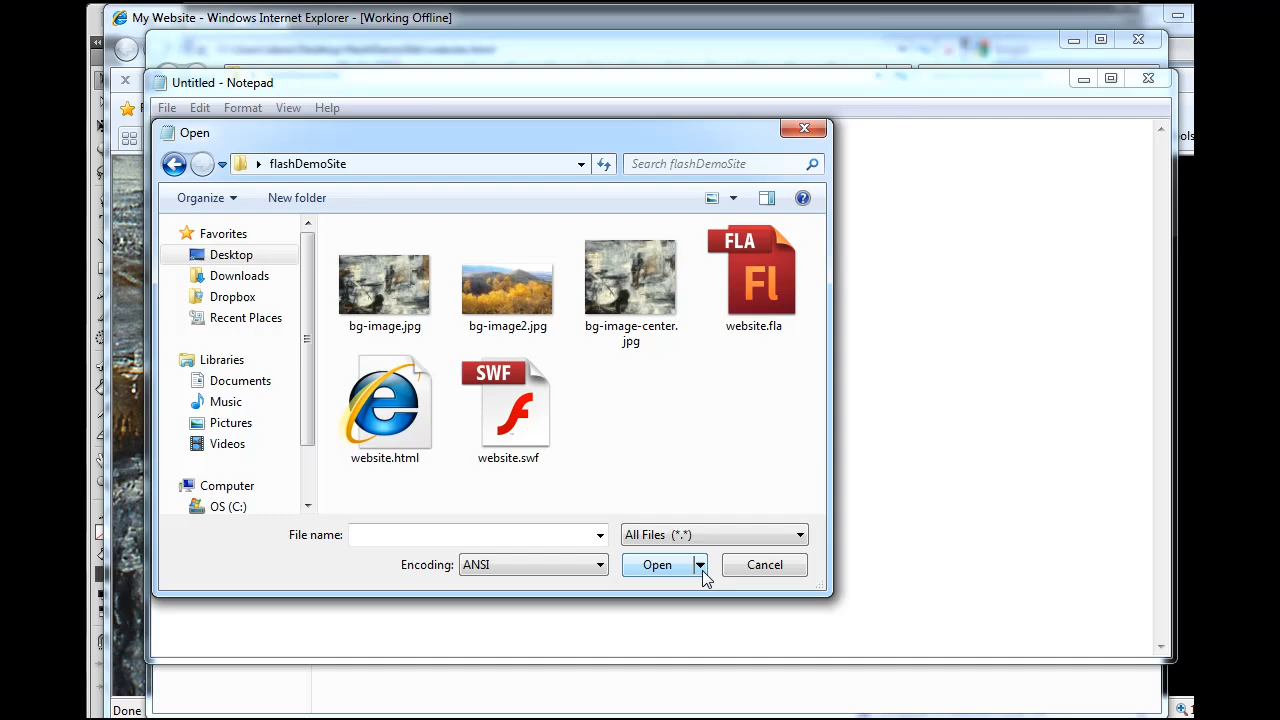 My Website - Windows Internet Explorer - [Working Offline]
Untitled - Notepad
File Edit Format View Help
Open
flashDemoSite
Search flashDemoSite
Organize
New folder
Favorites
Desktop
Downloads
Dropbox
Recent Places
Libraries
Documents
Music
Pictures
Videos
Computer
OS (C:)
bg-image.jpg
bg-image2.jpg
bg-image-center.
jpg
FLA
Fl
website.fla
website.html
SWF
website.swf
File name:
All Files (*.*)
Encoding:
ANSI
Open
Cancel
Done